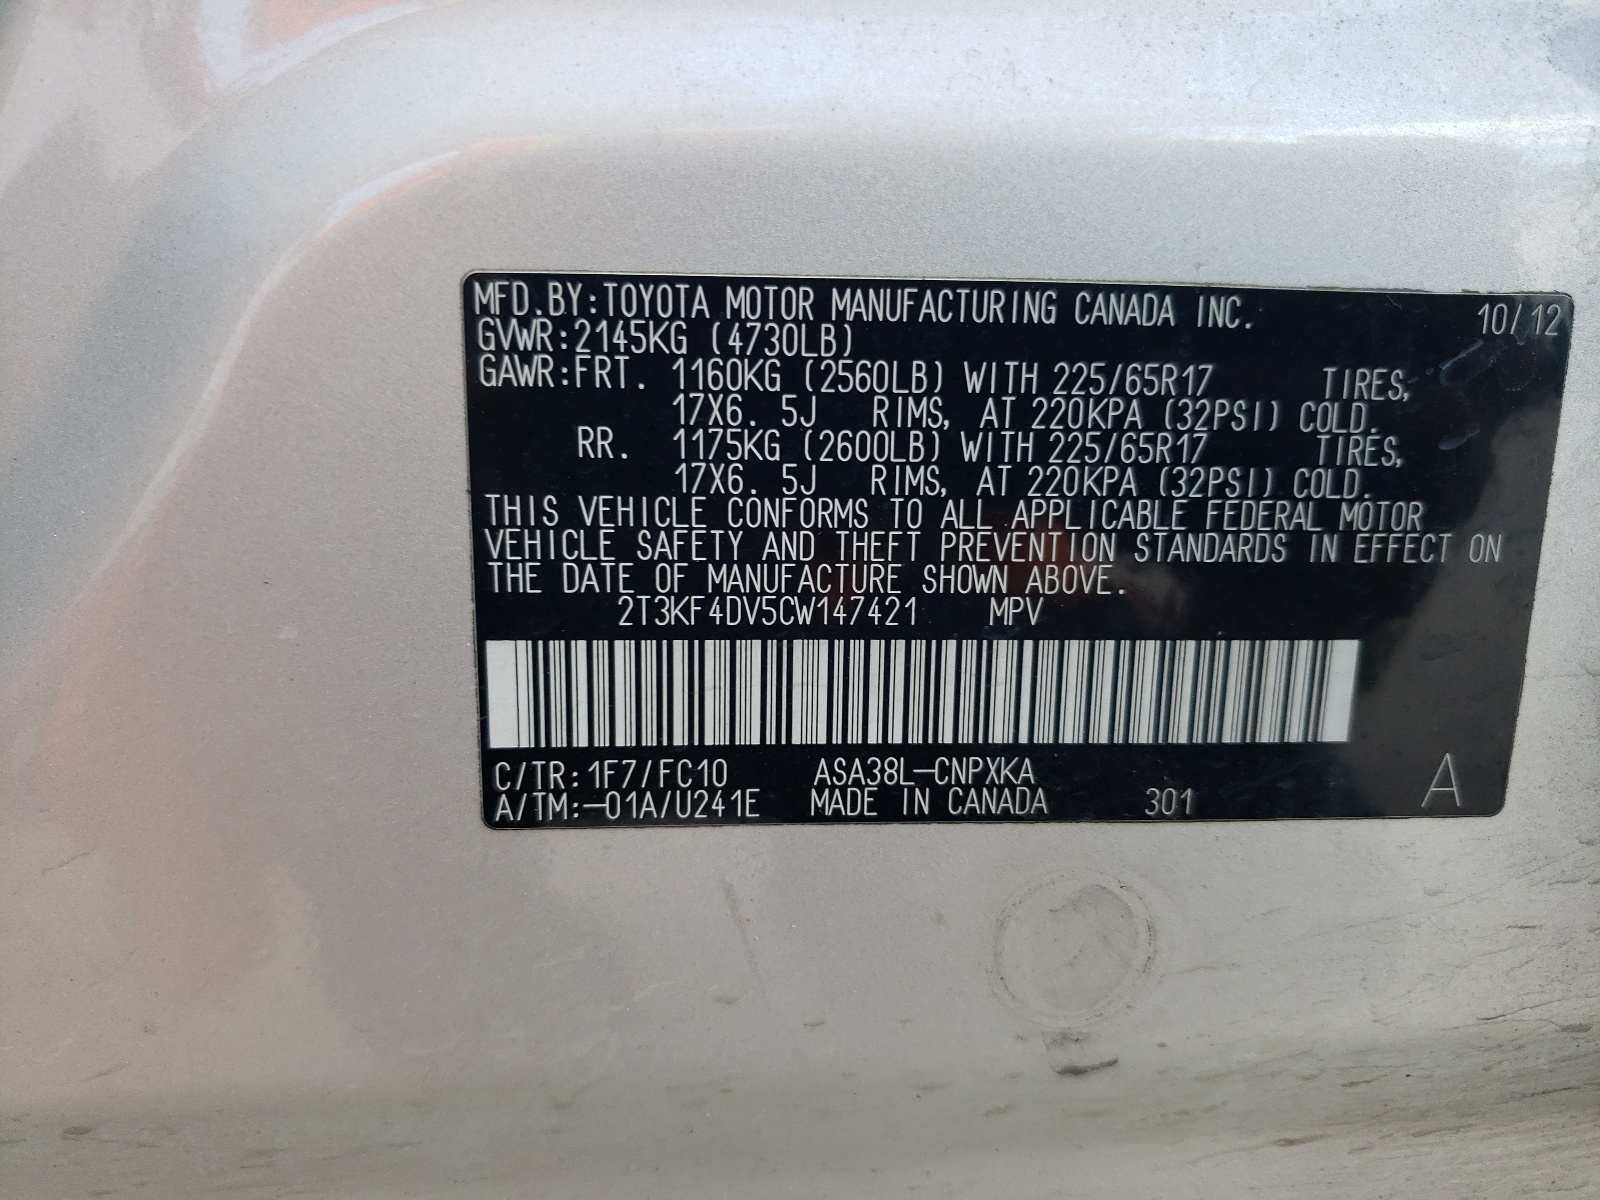 MFD.BY:TOYOTA MOTOR MANUFACTURING CANADA INC. 10/12
GVWR:2145KG (4730LB)
GAWR:FRT. 1160KG (2560LB) WITH 225/65R17 TIRES,
17X6. 5J RIMS, AT 220KPA (32PSI) COLD.
RR. 1175KG (2600LB) WITH 225/65R17 TIRES,
17X6. 5J RIMS, AT 220KPA (32PSI) COLD.
THIS VEHICLE CONFORMS TO ALL APPLICABLE FEDERAL MOTOR
VEHICLE SAFETY AND THEFT PREVENTION STANDARDS IN EFFECT ON
THE DATE OF MANUFACTURE SHOWN ABOVE.
2T3KF4DV5CW147421 MPV
C/TR:1F7/FC10 ASA38L-CNPXKA A
A/TM:-01A/U241E MADE IN CANADA 301